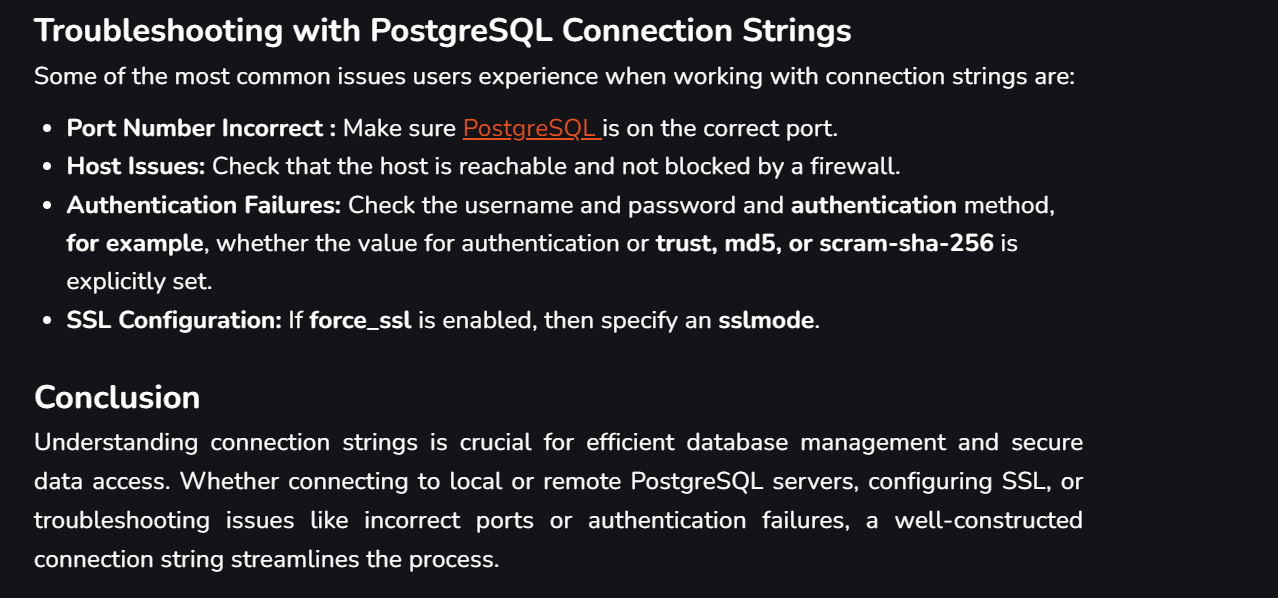 Troubleshooting with PostgreSQL Connection Strings
Some of the most common issues users experience when working with connection strings are:
• Port Number Incorrect : Make sure PostgreSQL is on the correct port.
• Host Issues: Check that the host is reachable and not blocked by a firewall.
• Authentication Failures: Check the username and password and authentication method,
for example, whether the value for authentication or trust, md5, or scram-sha-256 is
explicitly set.
• SSL Configuration: If force_ssl is enabled, then specify an sslmode.
Conclusion
Understanding connection strings is crucial for efficient database management and secure
data access. Whether connecting to local or remote PostgreSQL servers, configuring SSL, or
troubleshooting issues like incorrect ports or authentication failures, a well-constructed
connection string streamlines the process.